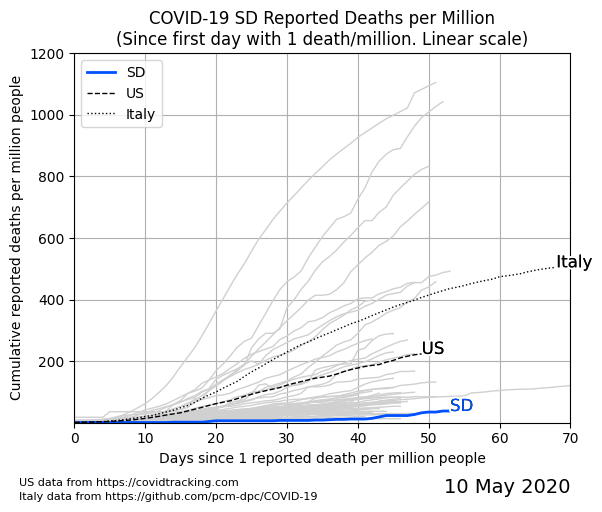 COVID-19 SD Reported Deaths per Million
(Since first day with 1 death/million. Linear scale)
Cumulative reported deaths per million people
1200
1000
800
600
400
200
SD
US
Italy
Italy
US
SD
0
10
20
30
40
50
60
70
Days since 1 reported death per million people
US data from https://covidtracking.com
Italy data from https://github.com/pcm-dpc/COVID-19
10 May 2020